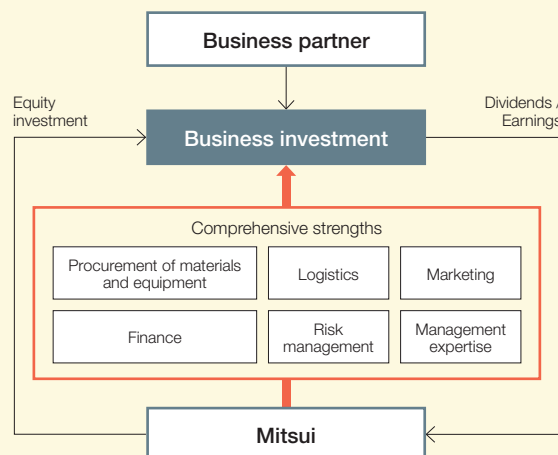 Business partner
Equity
investment
Dividends /
Earnings
Business investment
Comprehensive strengths
Procurement of materials
and equipment
Logistics
Marketing
Finance
Risk
management
Management
expertise
Mitsui